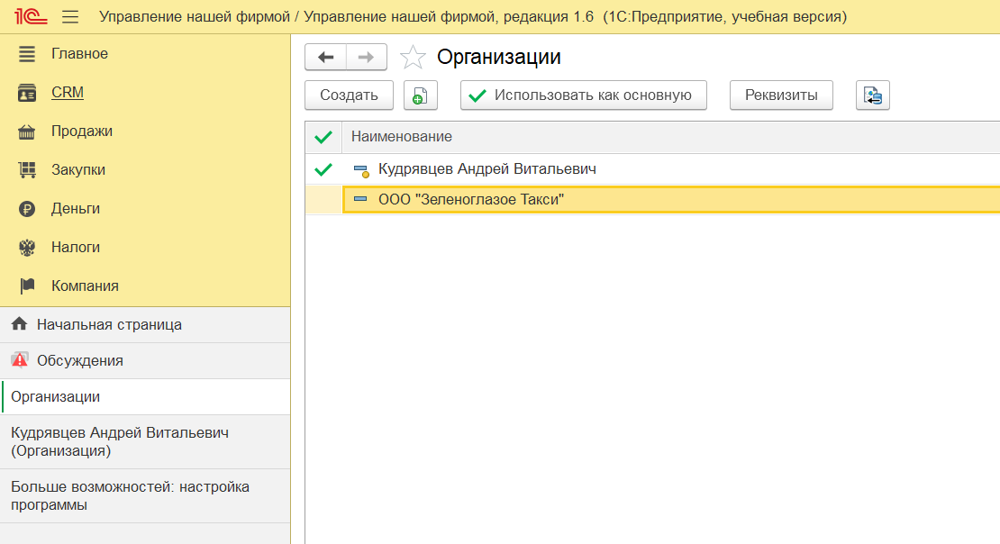 1С Управление нашей фирмой / Управление нашей фирмой, редакция 1.6 (1С:Предприятие, учебная версия)
Главное
CRM
Продажи
Закупки
Деньги
Налоги
Компания
Начальная страница
Обсуждения
Организации
Кудрявцев Андрей Витальевич
(Организация)
Больше возможностей: настройка
программы
Организации
Создать
Использовать как основную
Реквизиты
Наименование
Кудрявцев Андрей Витальевич
ООО "Зеленоглазое Такси"